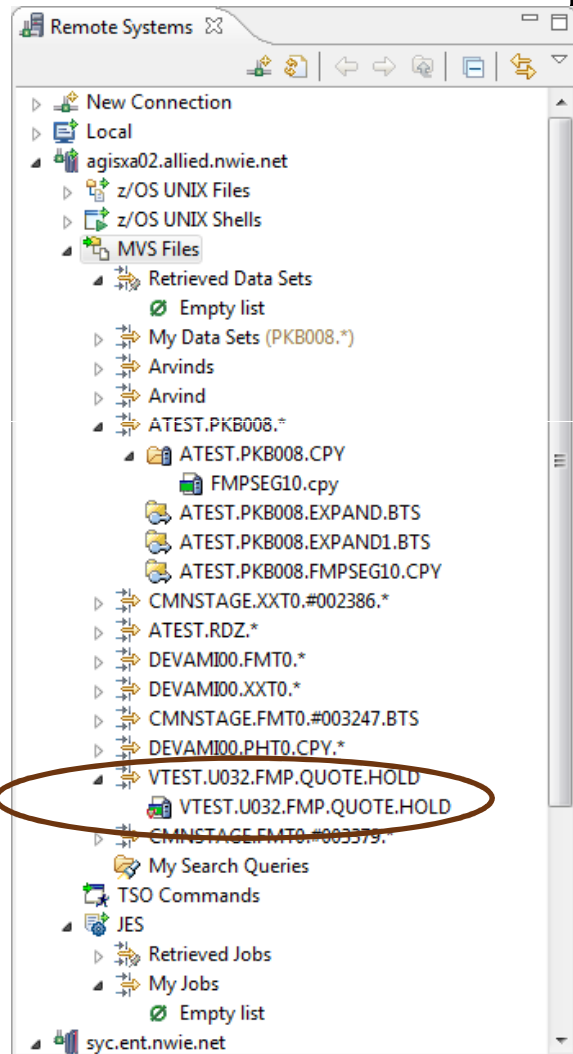 Remote Systems
New Connection
Local
agisxa02.allied.nwie.net
z/OS UNIX Files
z/OS UNIX Shells
MVS Files
Retrieved Data Sets
Empty list
My Data Sets (PKB008.*)
Arvinds
Arvind
ATEST.PKB008.*
ATEST.PKB008.CPY
FMPSEG10.cpy
ATEST.PKB008.EXPAND.BTS
ATEST.PKB008.EXPAND1.BTS
ATEST.PKB008.FMPSEG10.CPY
CMNSTAGE.XXT0.#002386.*
ATEST.RDZ.*
DEVAMI00.FMT0.*
DEVAMI00.XXT0.*
CMNSTAGE.FMT0.#003247.BTS
DEVAMI00.PHT0.CPY.*
VTEST.U032.FMP.QUOTE.HOLD
VTEST.U032.FMP.QUOTE.HOLD
CMNSTAGE.FMT0.#003379.*
My Search Queries
TSO Commands
JES
Retrieved Jobs
My Jobs
Empty list
syc.ent.nwie.net